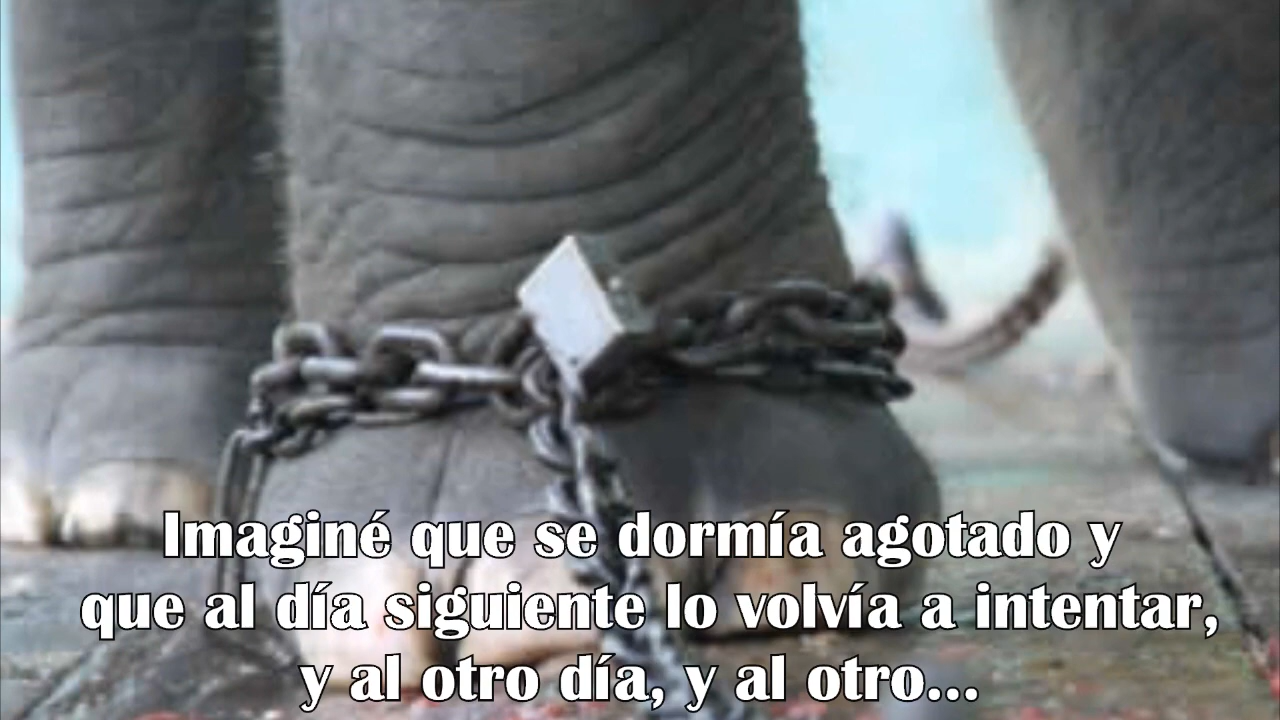 Imaginé que se dormía agotado y
que al día siguiente lo volvía a intentar,
y al otro día, y al otro...